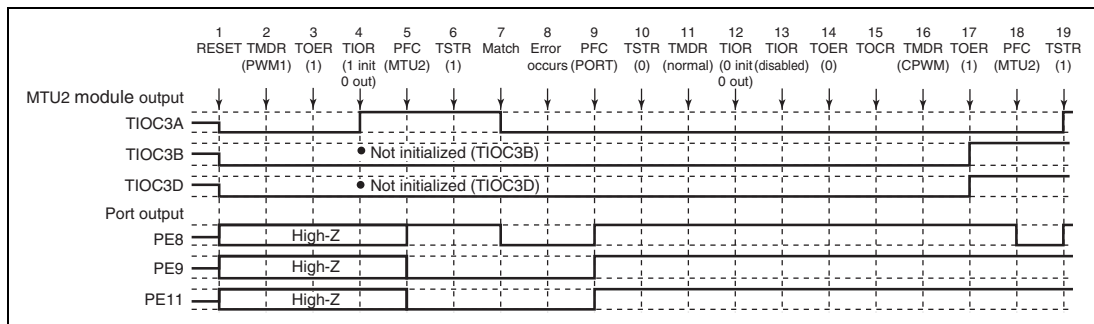 1 2 3 4 5 6 7 8 9 10 11 12 13 14 15 16 17 18 19
RESET TMDR TOER TIOR PFC TSTR Match Error PFC TSTR TMDR TIOR TIOR TOER TOCR TMDR TOER PFC TSTR
(PWM1) (1) (1 init (MTU2) (1) occurs (PORT) (0) (normal) (0 init (disabled) (0) (CPWM) (1) (MTU2) (1)
0 out) 0 out)
MTU2 module output
TIOC3A
TIOC3B • Not initialized (TIOC3B)
TIOC3D • Not initialized (TIOC3D)
Port output
PE8 High-Z
PE9 High-Z
PE11 High-Z